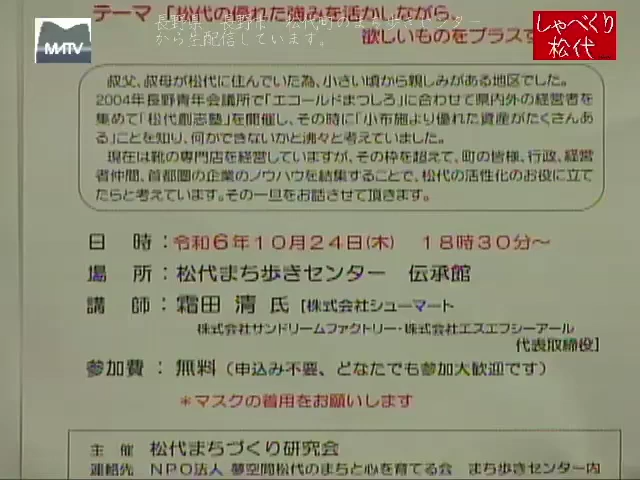 テーマ 「松代の優れた強みを活かしながら、
欲しいものをプラスす
長野県 長野市 松代町のまち歩きセンター
から生配信しています。
MMTV
しゃべくり
松代
叔父、叔母が松代に住んでいた為、小さい頃から親しみがある地区でした。
2004年長野青年会議所で「エコールドまつしろ」に合わせて県内外の経営者を
集めて「松代創志塾」を開催し、その時に「小布施より優れた資産がたくさんあ
る」ことを知り、何かできないかと沸々と考えていました。
現在は靴の専門店を経営していますが、その枠を超えて、町の皆様、行政、経営
者仲間、首都圏の企業のノウハウを結集することで、松代の活性化のお役に立て
たらと考えています。その一旦をお話させて頂きます。
日 時：令和６年１０月２４日(木) １８時３０分～
場 所：松代まち歩きセンター 伝承館
講 師：霜田 清 氏 [株式会社シューマート
株式会社サンドリームファクトリー・株式会社エスエフシーアール
代表取締役]
参加費：無料（申込み不要、どなたでも参加大歓迎です）
＊マスクの着用をお願いします
主 催 松代まちづくり研究会
連絡先 ＮＰＯ法人 夢空間松代のまちと心を育てる会 まち歩きセンター内